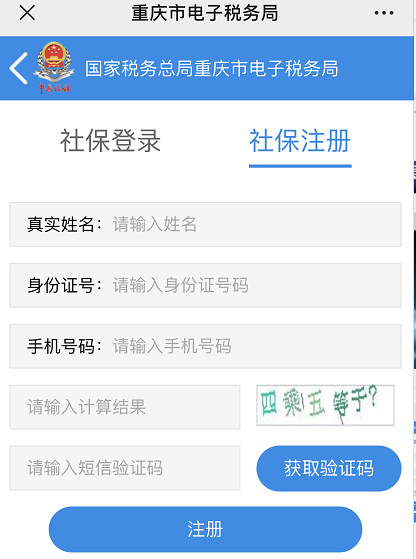 重庆市电子税务局
国家税务总局重庆市电子税务局
社保登录 社保注册
真实姓名： 请输入姓名
身份证号： 请输入身份证号码
手机号码： 请输入手机号码
请输入计算结果 四乘五等于?
请输入短信验证码 获取验证码
注册